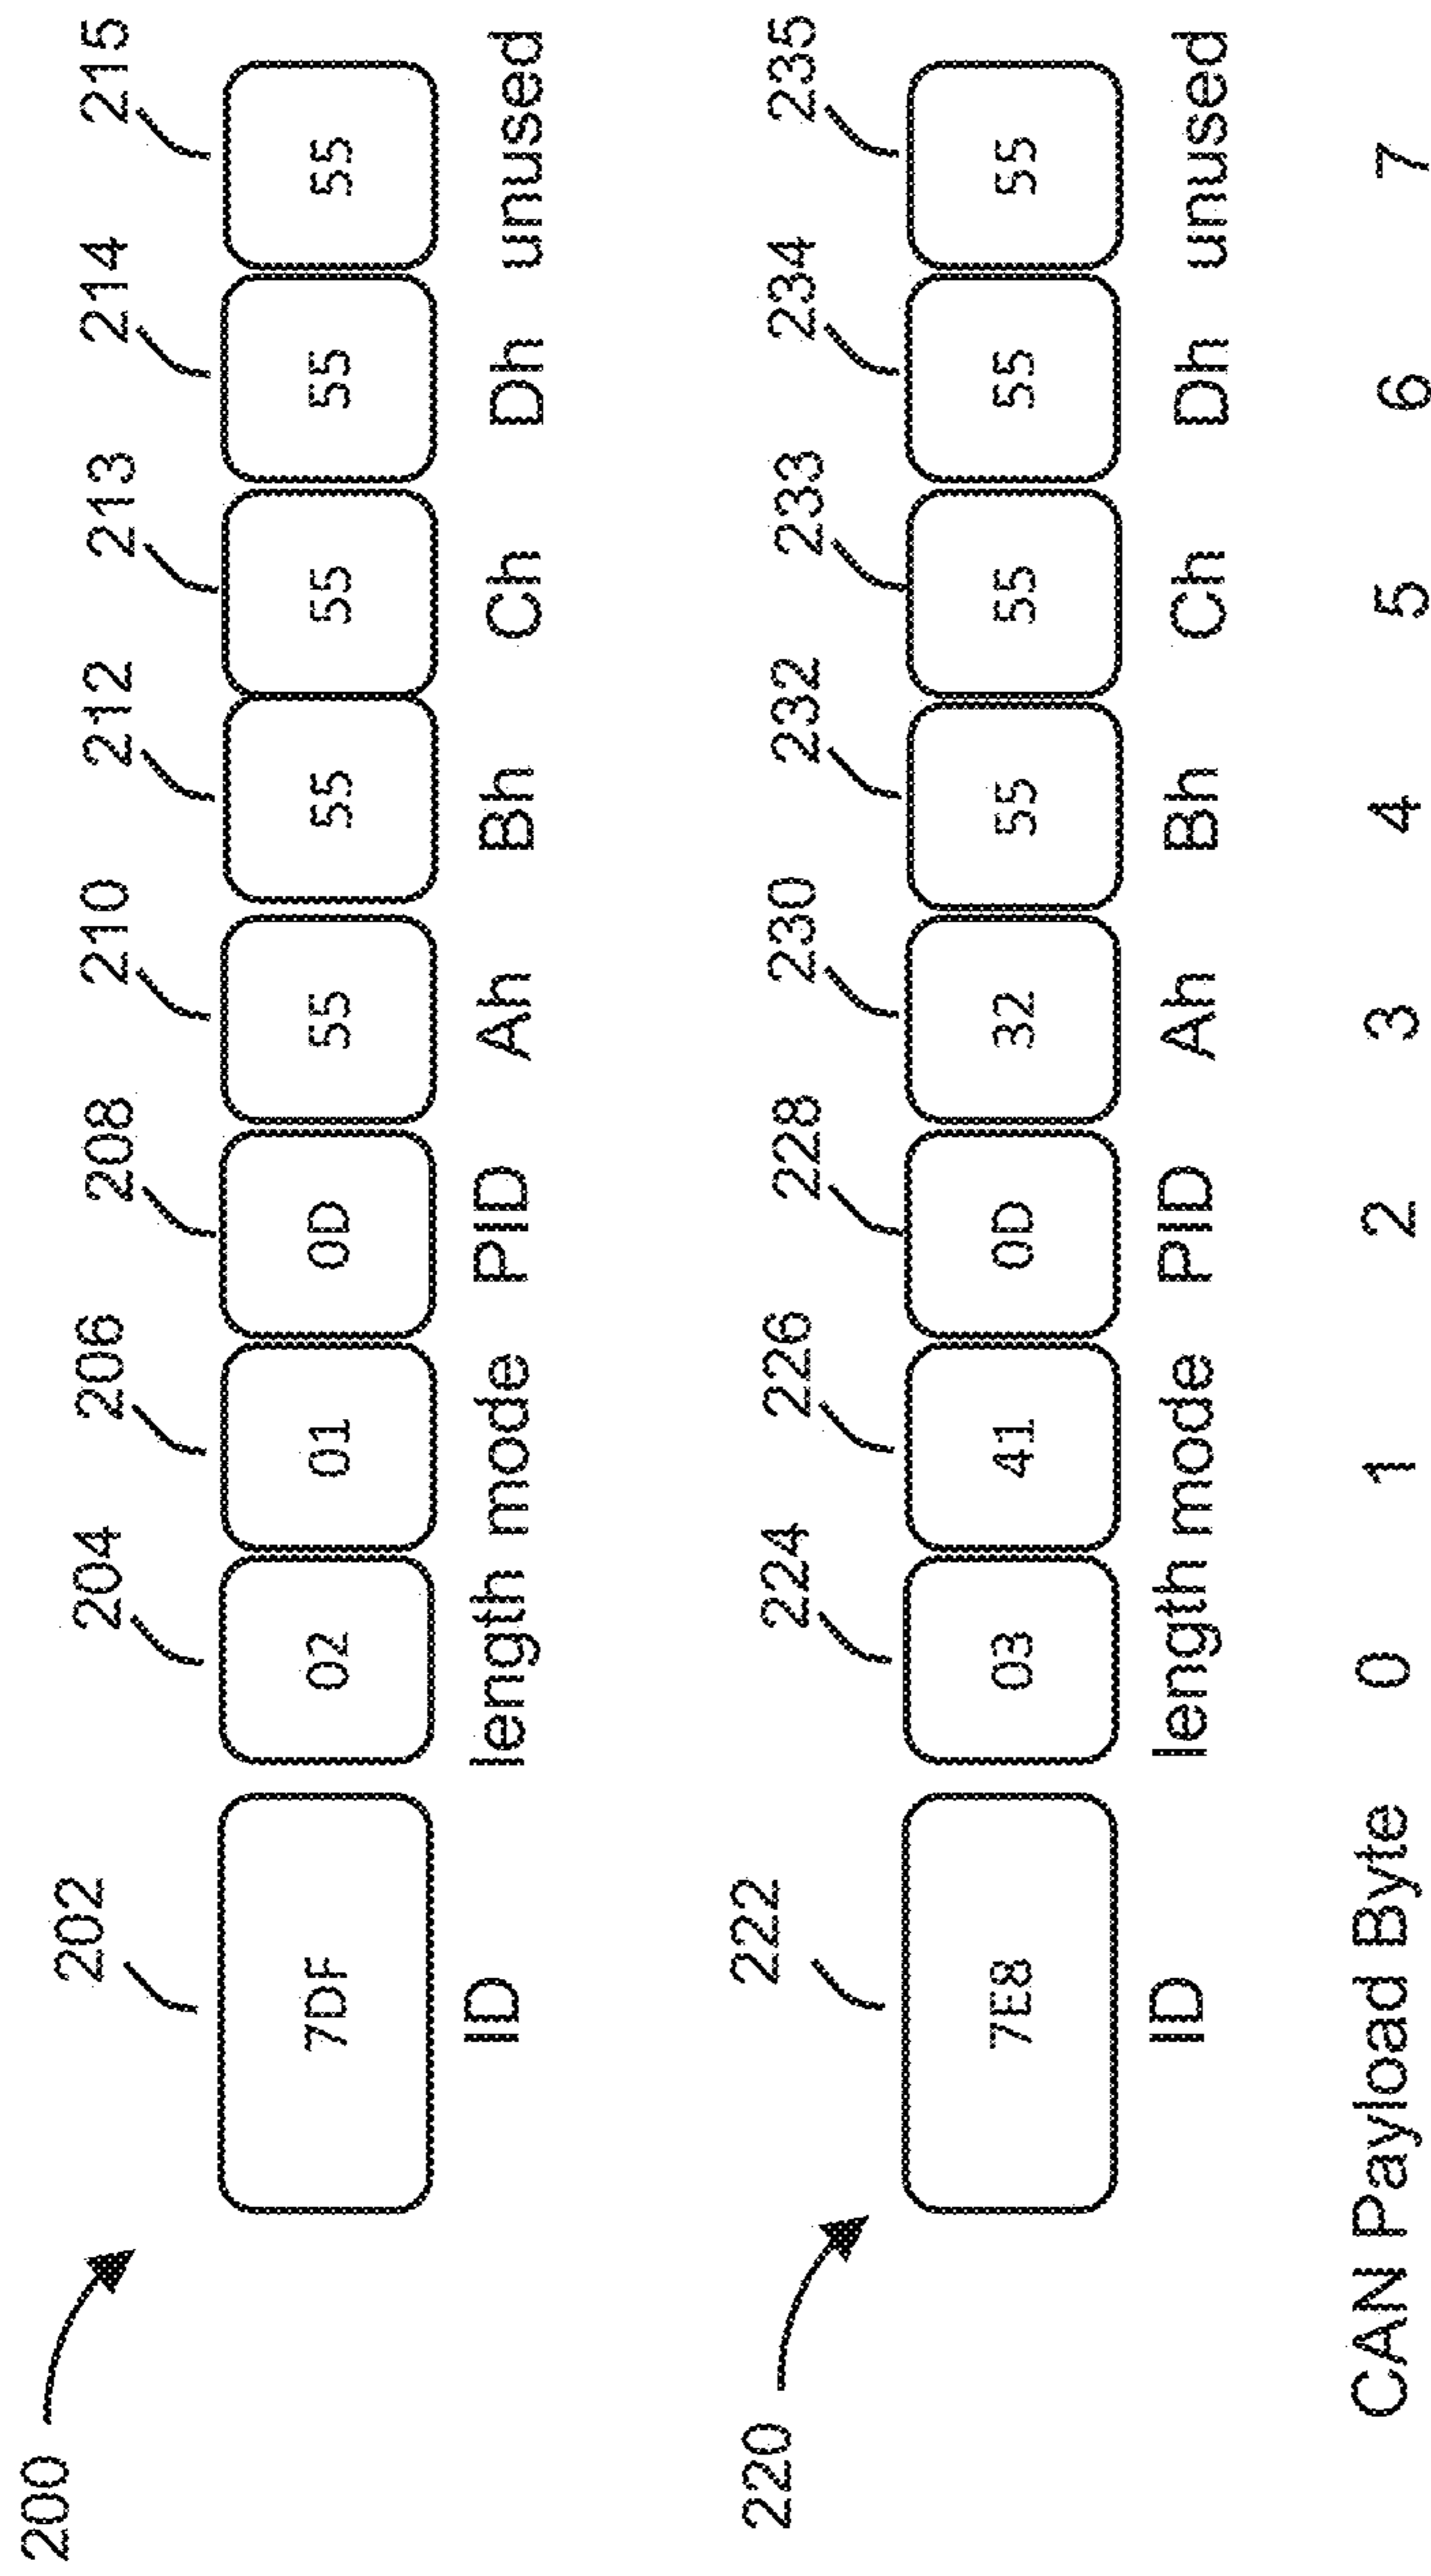 200
202 204 206 208 210 212 213 214 215
7DF 02 01 0D 55 55 55 55 55
ID length mode PID Ah Bh Ch Dh unused
220
222 224 226 228 230 232 233 234 235
7E8 03 41 0D 32 55 55 55 55
ID length mode PID Ah Bh Ch Dh unused
CAN Payload Byte 0 1 2 3 4 5 6 7